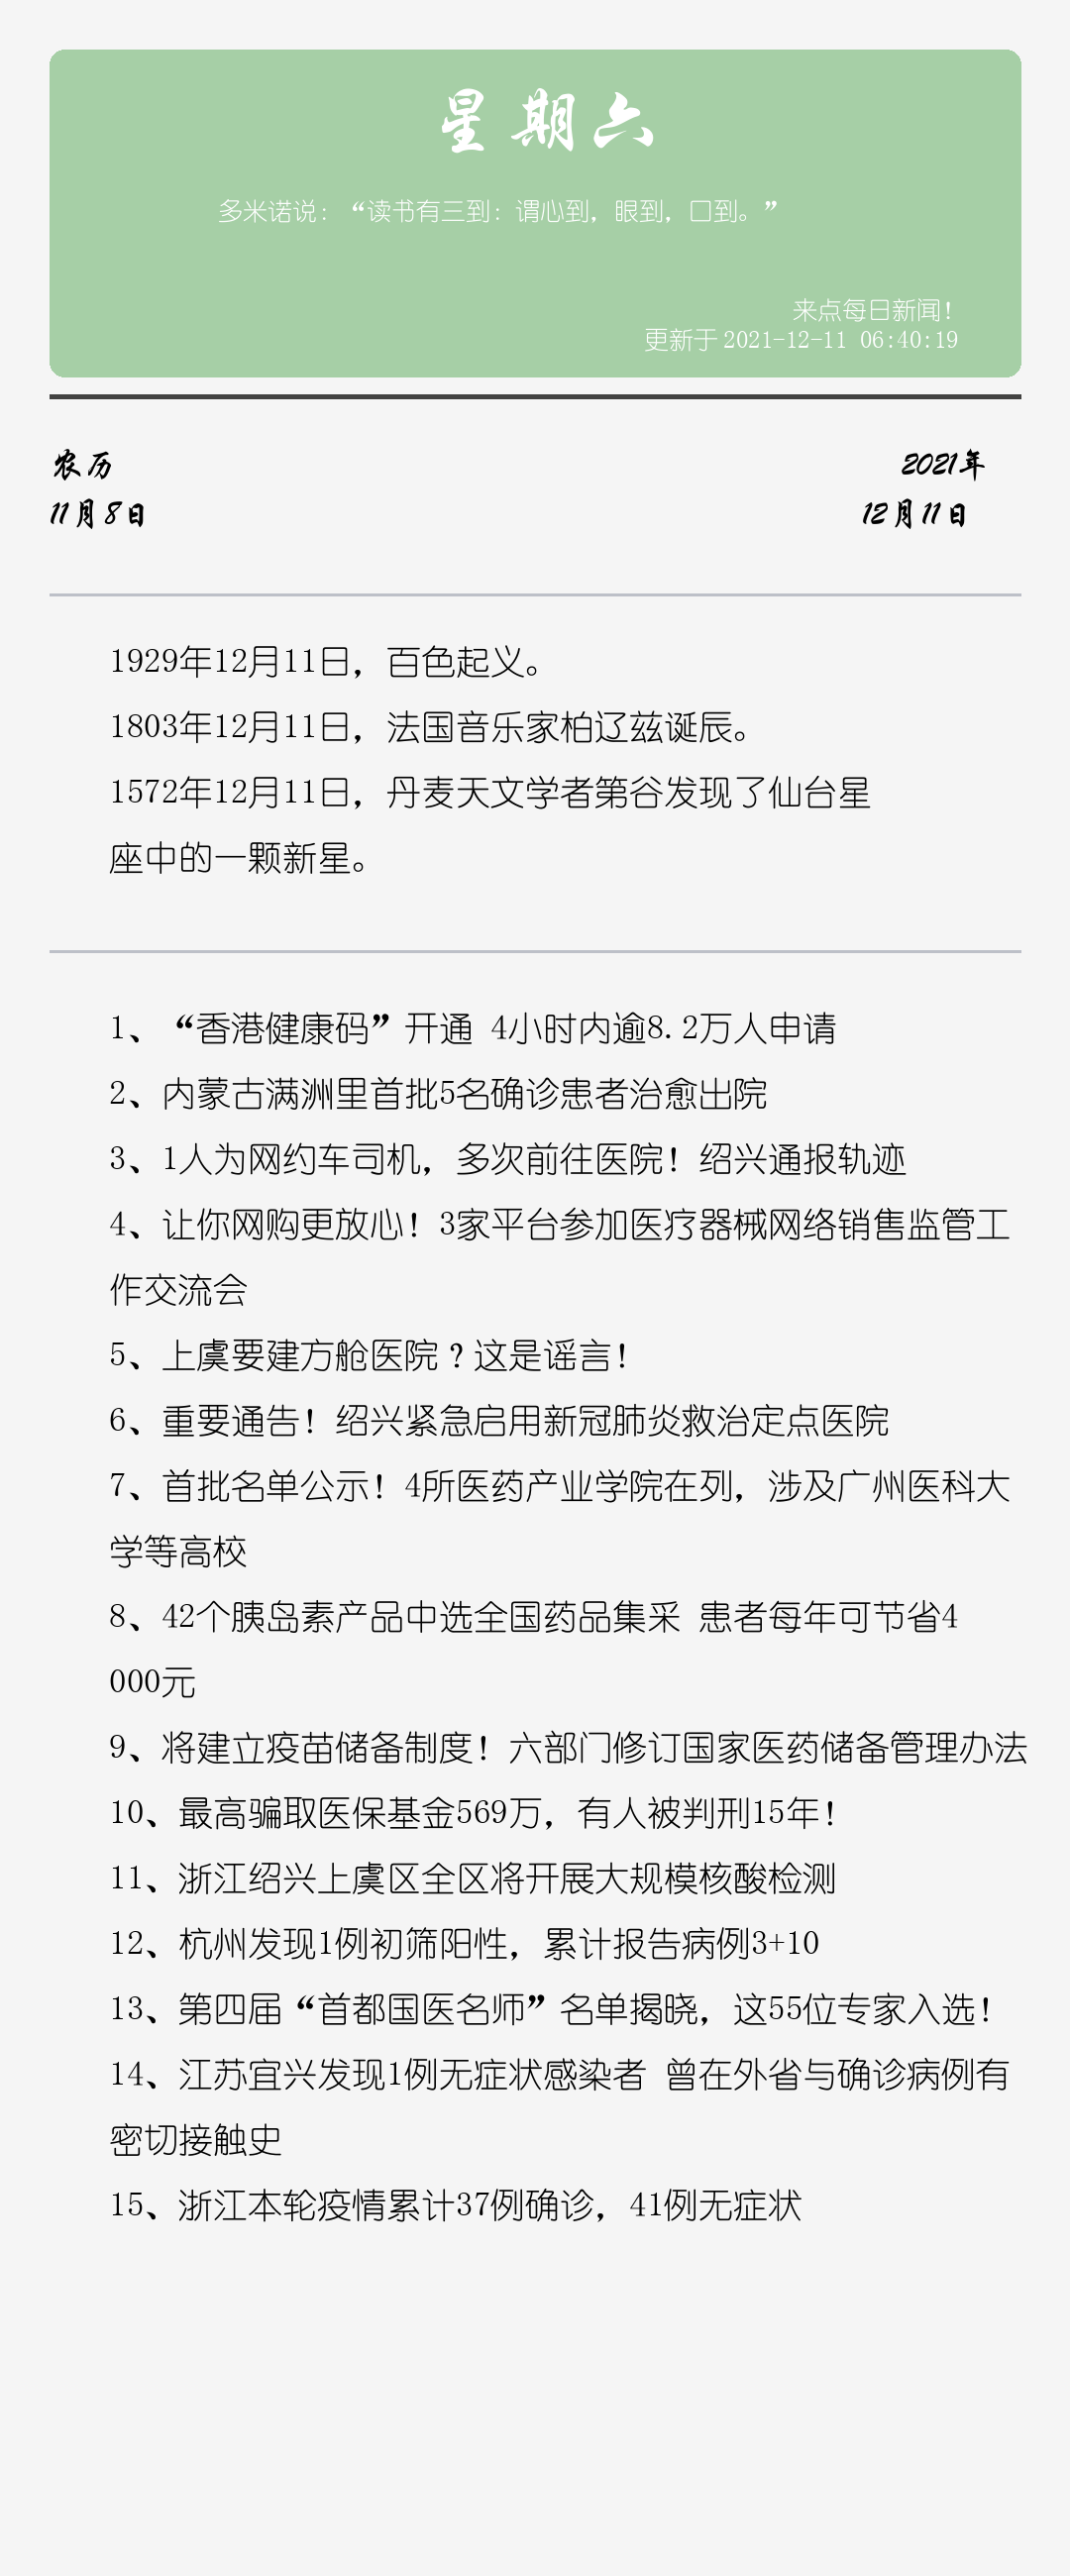 星期六
多米诺说：“读书有三到：谓心到，眼到，口到。”
来点每日新闻！
更新于 2021-12-11 06:40:19
农历
2021年
11月8日
12月11日
1929年12月11日，百色起义。
1803年12月11日，法国音乐家柏辽兹诞辰。
1572年12月11日，丹麦天文学者第谷发现了仙台星
座中的一颗新星。
1、“香港健康码”开通 4小时内逾8.2万人申请
2、内蒙古满洲里首批5名确诊患者治愈出院
3、1人为网约车司机，多次前往医院！绍兴通报轨迹
4、让你网购更放心！3家平台参加医疗器械网络销售监管工
作交流会
5、上虞要建方舱医院？这是谣言！
6、重要通告！绍兴紧急启用新冠肺炎救治定点医院
7、首批名单公示！4所医药产业学院在列，涉及广州医科大
学等高校
8、42个胰岛素产品中选全国药品集采 患者每年可节省4
000元
9、将建立疫苗储备制度！六部门修订国家医药储备管理办法
10、最高骗取医保基金569万，有人被判刑15年！
11、浙江绍兴上虞区全区将开展大规模核酸检测
12、杭州发现1例初筛阳性，累计报告病例3+10
13、第四届“首都国医名师”名单揭晓，这55位专家入选！
14、江苏宜兴发现1例无症状感染者 曾在外省与确诊病例有
密切接触史
15、浙江本轮疫情累计37例确诊，41例无症状